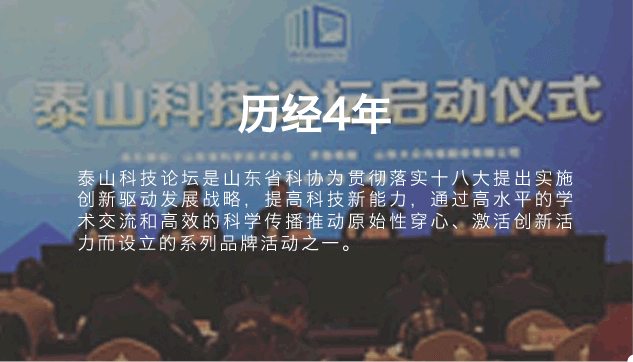 泰山科技论坛启动仪式
历经4年
泰山科技论坛是山东省科协为贯彻落实十八大提出实施
创新驱动发展战略，提高科技新能力，通过高水平的学
术交流和高效的科学传播推动原始性穿心、激活创新活
力而设立的系列品牌活动之一。